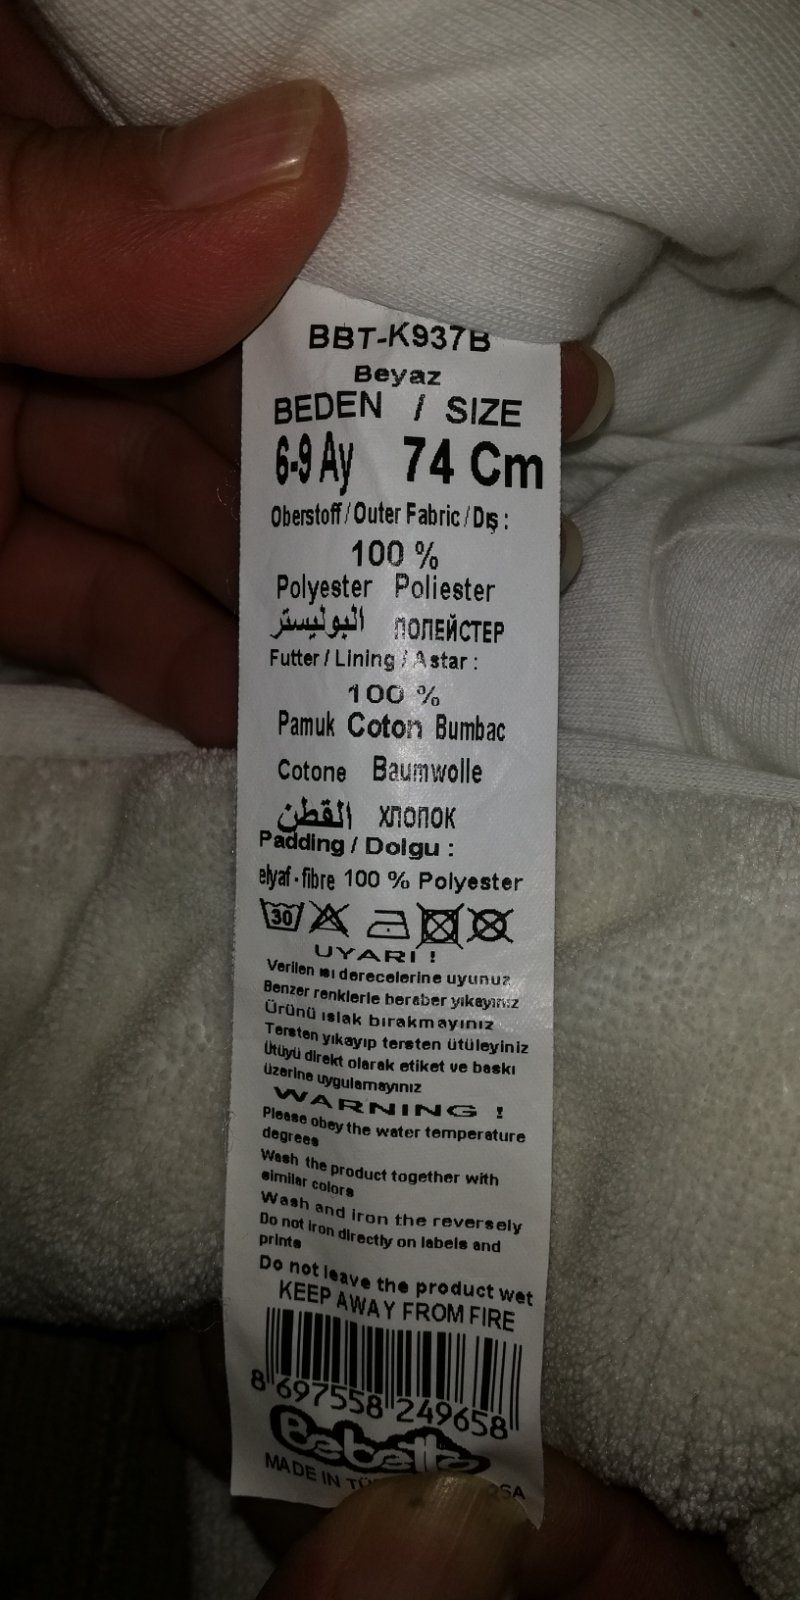 BBT-K937B
Beyaz
BEDEN / SIZE
6-9 Ay 74 Cm
Oberstoff / Outer Fabric / Dış :
100 %
Polyester Poliester
البوليستر ПОЛЕЙСТЕР
Futter / Lining / Astar :
100 %
Pamuk Coton Bumbac
Cotone Baumwolle
القطن ХЛОПОК
Padding / Dolgu :
elyaf - fibre 100 % Polyester
30
UYARI !
Verilen ısı derecelerine uyunuz
Benzer renklerle beraber yıkayınız
Ürünü ıslak bırakmayınız
Tersten yıkayıp tersten ütüleyiniz
Ütüyü direkt olarak etiket ve baskı
üzerine uygulamayınız
WARNING !
Please obey the water temperature
degrees
Wash the product together with
similar colors
Wash and iron the reversely
Do not iron directly on labels and
prints
Do not leave the product wet
KEEP AWAY FROM FIRE
8 697558 249658
Bebetto
MADE IN